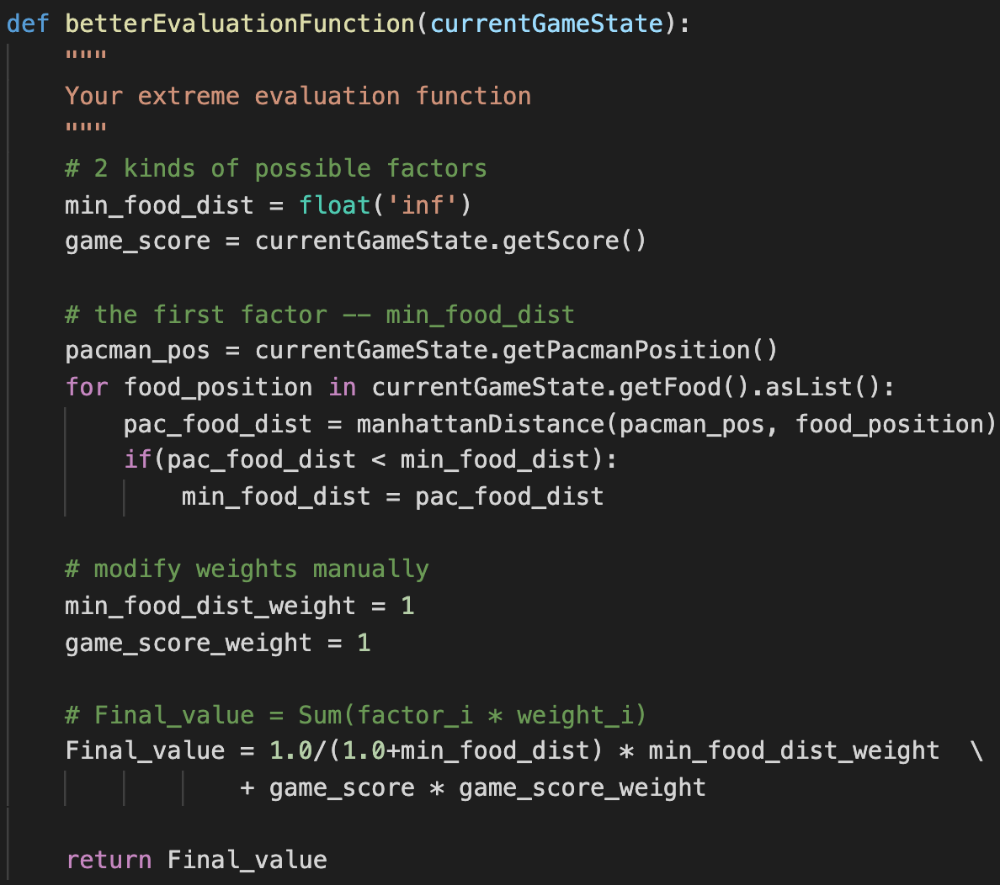 def betterEvaluationFunction(currentGameState):
    """
    Your extreme evaluation function
    """
    # 2 kinds of possible factors
    min_food_dist = float('inf')
    game_score = currentGameState.getScore()

    # the first factor -- min_food_dist
    pacman_pos = currentGameState.getPacmanPosition()
    for food_position in currentGameState.getFood().asList():
        pac_food_dist = manhattanDistance(pacman_pos, food_position)
        if(pac_food_dist < min_food_dist):
            min_food_dist = pac_food_dist

    # modify weights manually
    min_food_dist_weight = 1
    game_score_weight = 1

    # Final_value = Sum(factor_i * weight_i)
    Final_value = 1.0/(1.0+min_food_dist) * min_food_dist_weight  \
                + game_score * game_score_weight

    return Final_value